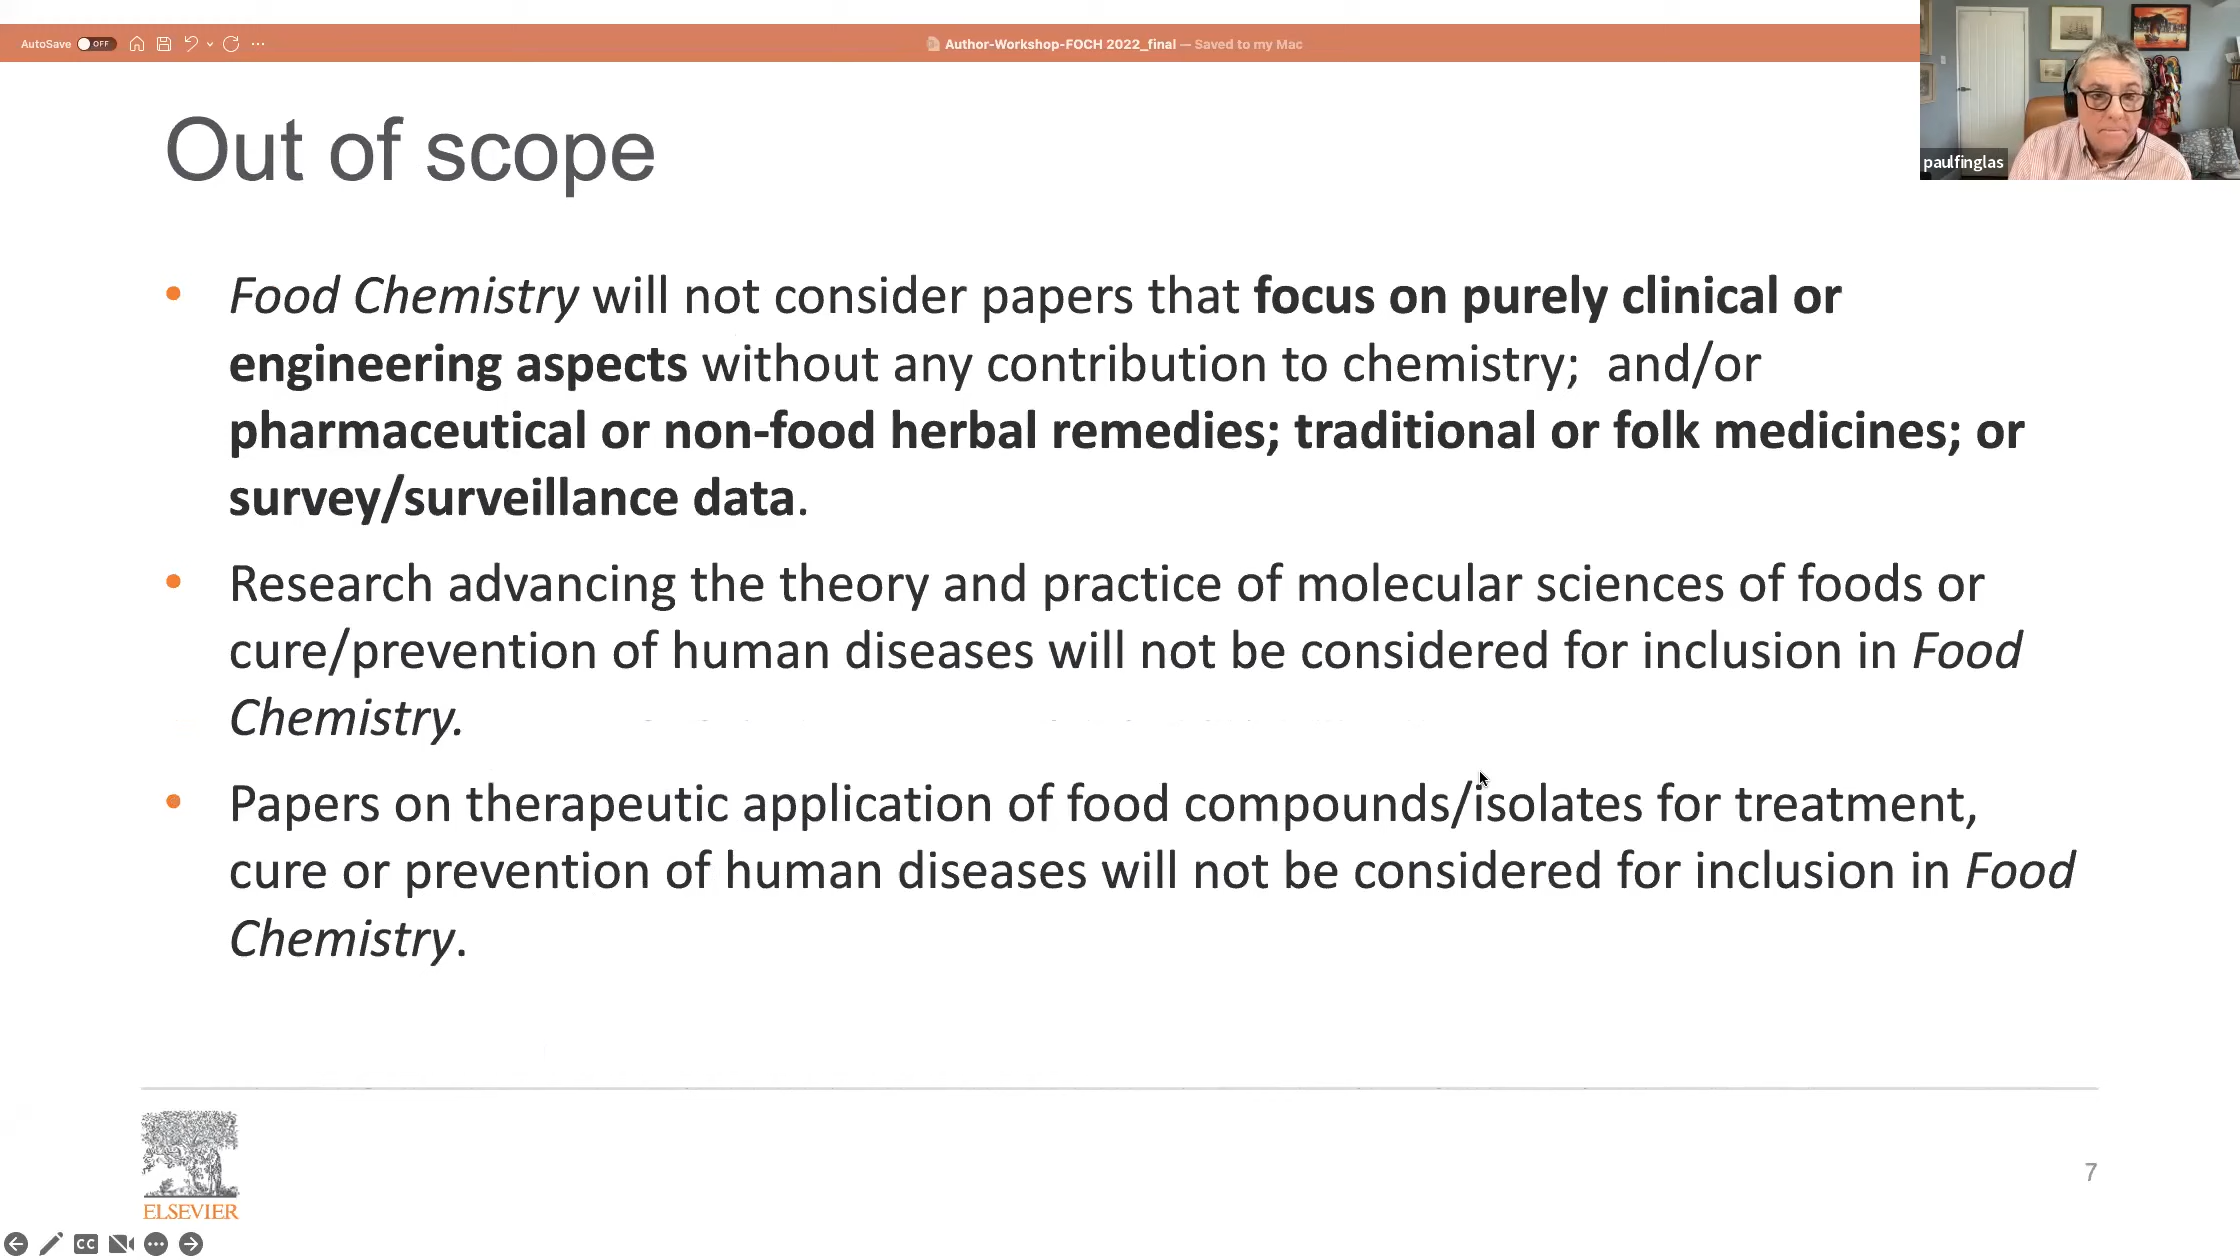 AutoSave OFF
Author-Workshop-FOCH 2022_final — Saved to my Mac
paulfinglas
Out of scope
• Food Chemistry will not consider papers that focus on purely clinical or
engineering aspects without any contribution to chemistry; and/or
pharmaceutical or non-food herbal remedies; traditional or folk medicines; or
survey/surveillance data.
• Research advancing the theory and practice of molecular sciences of foods or
cure/prevention of human diseases will not be considered for inclusion in Food
Chemistry.
• Papers on therapeutic application of food compounds/isolates for treatment,
cure or prevention of human diseases will not be considered for inclusion in Food
Chemistry.
ELSEVIER
7
CC